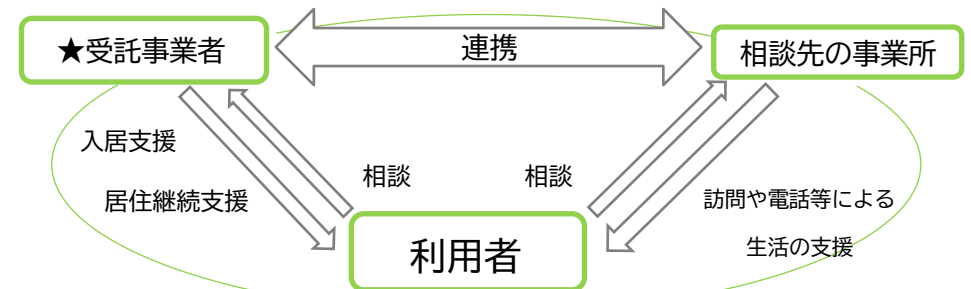 ★受託事業者
連携
相談先の事業所
入居支援
居住継続支援
相談
相談
訪問や電話等による
生活の支援
利用者